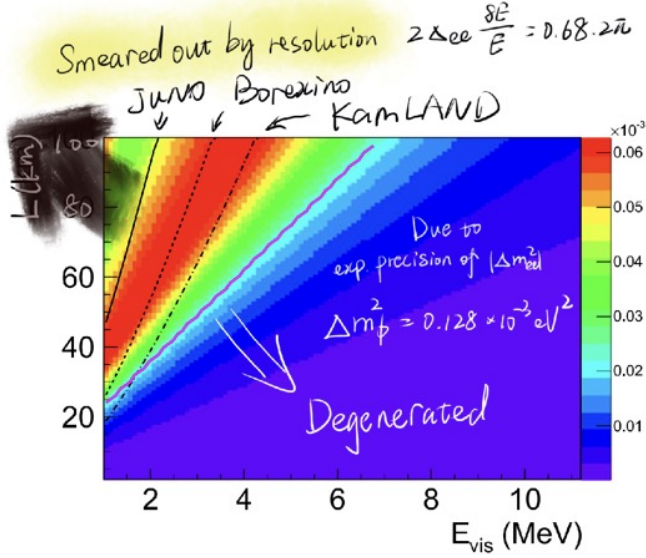 Smeared out by resolution 2Δee δE/E = 0.68·2π
JUNO Borexino KamLAND
×10⁻³
L(km)
100
80
60
40
20
0.06
0.05
0.04
0.03
0.02
0.01
Due to
exp. precision of |Δm²ee|
Δm²φ = 0.128 × 10⁻³ eV²
Degenerated
2 4 6 8 10
E_vis (MeV)